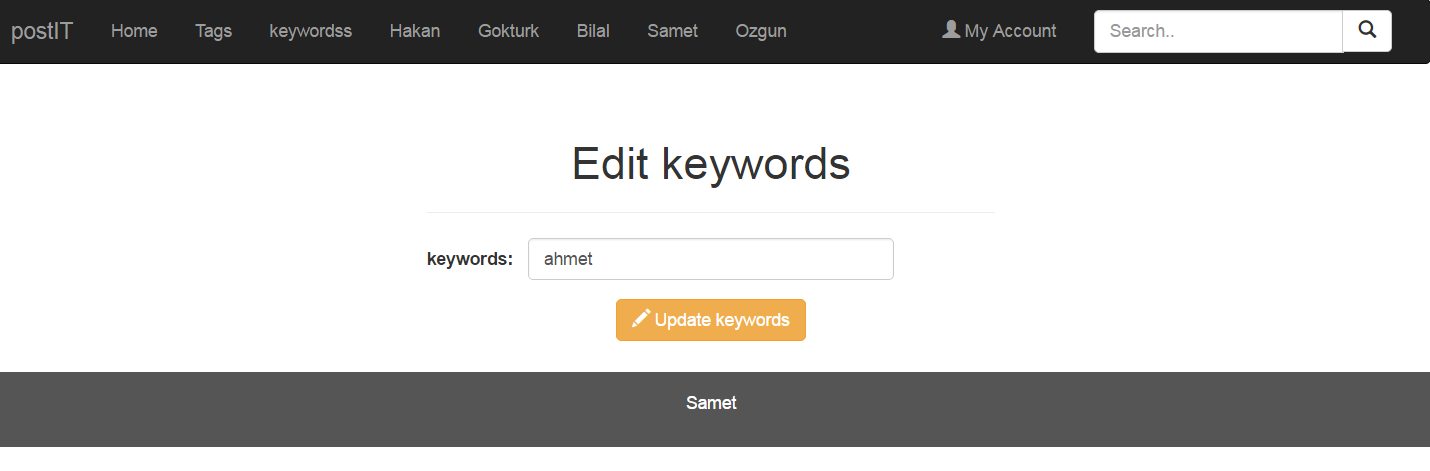 postIT Home Tags keywordss Hakan Gokturk Bilal Samet Ozgun My Account Search..
Edit keywords
keywords: ahmet
Update keywords
Samet